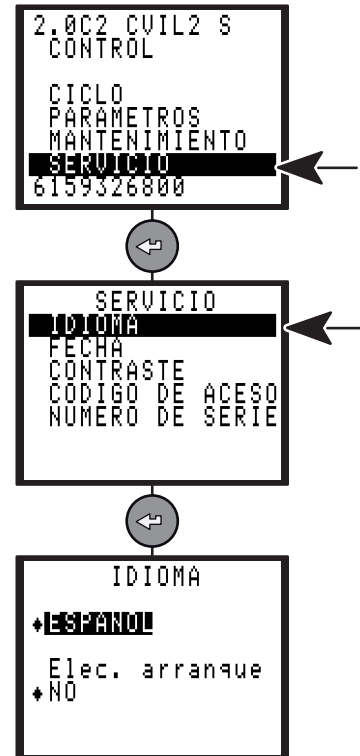 2.0C2 CVIL2 S
CONTROL
CICLO
PARAMETROS
MANTENIMIENTO
SERVICIO
6159326800
SERVICIO
IDIOMA
FECHA
CONTRASTE
CODIGO DE ACESO
NUMERO DE SERIE
IDIOMA
ESPANOL
Elec. arranque
NO